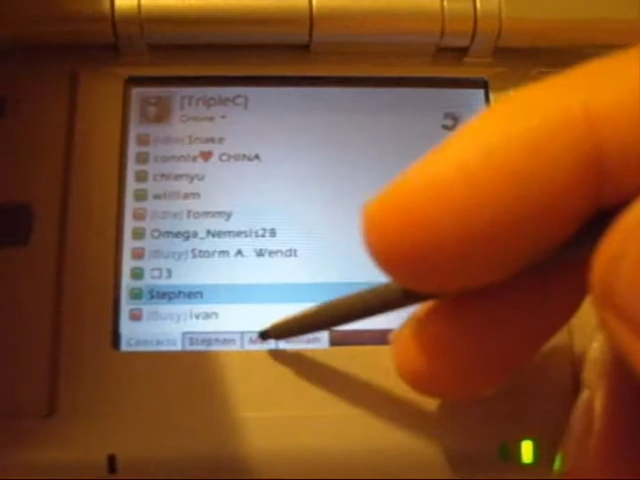 [TripleC]
Online
(Idle) Snake
connie❤ CHINA
chienyu
william
(Idle) Tommy
Omega_Nemesis28
(Busy) Storm A. Wendt
Stephen
(Busy) Ivan
Contacts Stephen